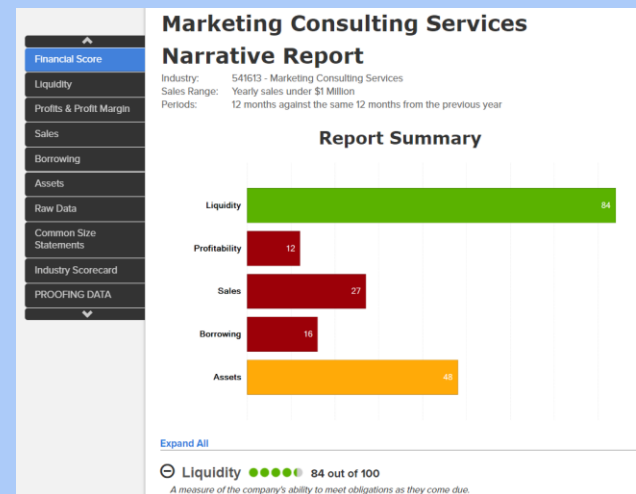 Marketing Consulting Services
Narrative Report
Industry: 541613 - Marketing Consulting Services
Sales Range: Yearly sales under $1 Million
Periods: 12 months against the same 12 months from the previous year
Financial Score
Liquidity
Profits & Profit Margin
Sales
Borrowing
Assets
Raw Data
Common Size
Statements
Industry Scorecard
PROOFING DATA
Report Summary
Liquidity 84
Profitability 12
Sales 27
Borrowing 16
Assets 48
Expand All
Liquidity 84 out of 100
A measure of the company's ability to meet obligations as they come due.